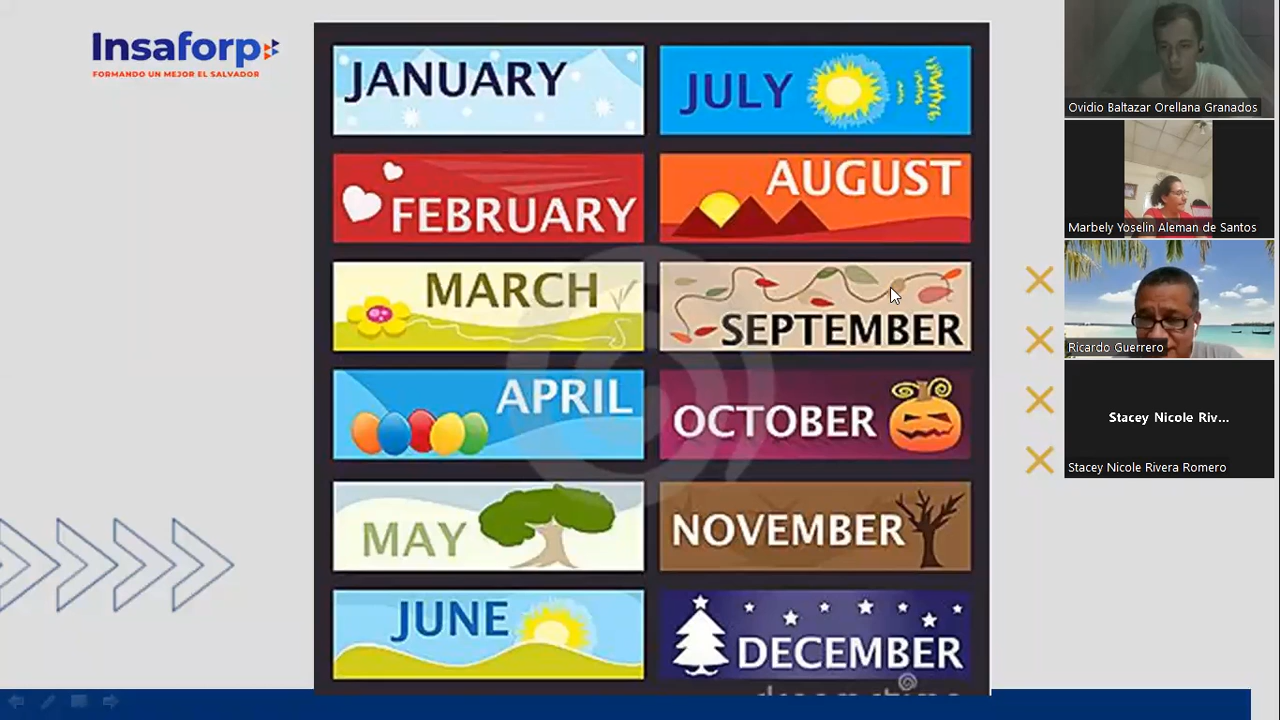 Insaforp
FORMANDO UN MEJOR EL SALVADOR
JANUARY
FEBRUARY
MARCH
APRIL
MAY
JUNE
JULY
AUGUST
SEPTEMBER
OCTOBER
NOVEMBER
DECEMBER
Ovidio Baltazar Orellana Granados
Marbely Yoselin Aleman de Santos
Ricardo Guerrero
Stacey Nicole Riv...
Stacey Nicole Rivera Romero